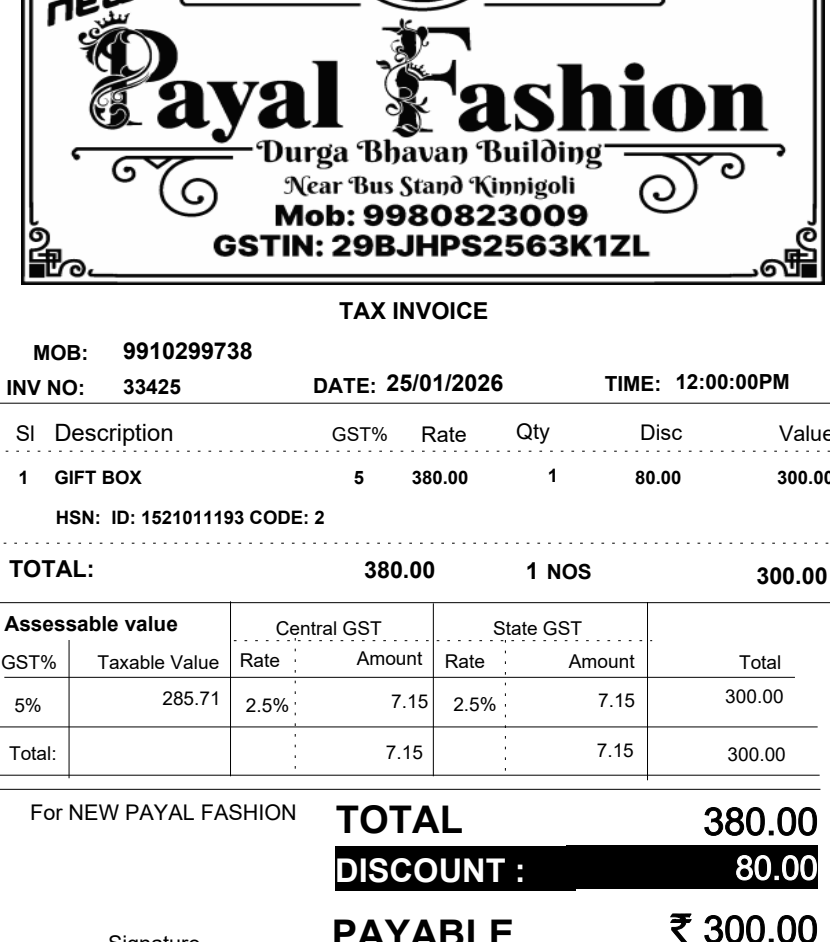 new
Payal Fashion
Durga Bhavan Building
Near Bus Stand Kinnigoli
Mob: 9980823009
GSTIN: 29BJHPS2563K1ZL
TAX INVOICE
MOB: 9910299738
INV NO: 33425 DATE: 25/01/2026 TIME: 12:00:00PM
Sl Description GST% Rate Qty Disc Value
1 GIFT BOX 5 380.00 1 80.00 300.00
HSN: ID: 1521011193 CODE: 2
TOTAL: 380.00 1 NOS 300.00
Assessable value Central GST State GST
GST% Taxable Value Rate Amount Rate Amount Total
5% 285.71 2.5% 7.15 2.5% 7.15 300.00
Total: 7.15 7.15 300.00
For NEW PAYAL FASHION TOTAL 380.00
DISCOUNT : 80.00
Signature PAYABLE ₹ 300.00